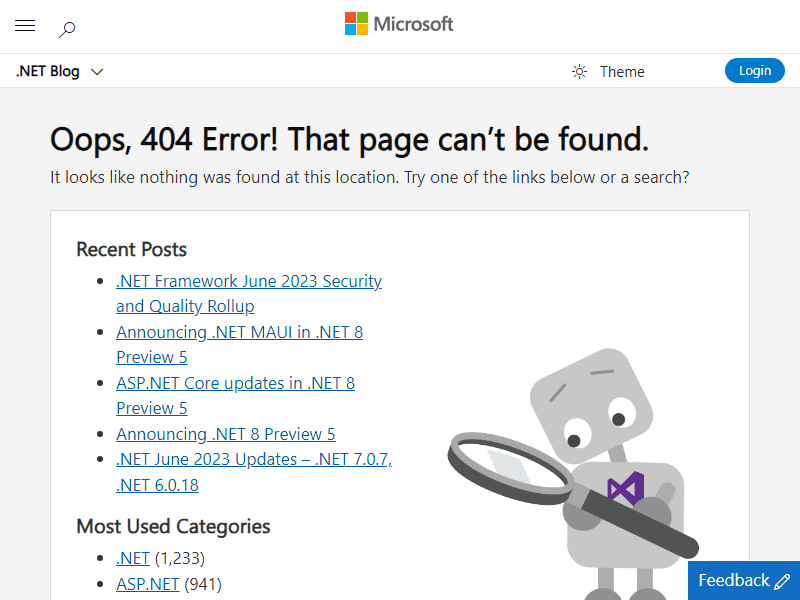 Microsoft
.NET Blog
Theme
Login
Oops, 404 Error! That page can’t be found.
It looks like nothing was found at this location. Try one of the links below or a search?
Recent Posts
.NET Framework June 2023 Security
and Quality Rollup
Announcing .NET MAUI in .NET 8
Preview 5
ASP.NET Core updates in .NET 8
Preview 5
Announcing .NET 8 Preview 5
.NET June 2023 Updates – .NET 7.0.7,
.NET 6.0.18
Most Used Categories
.NET (1,233)
ASP.NET (941)
Feedback